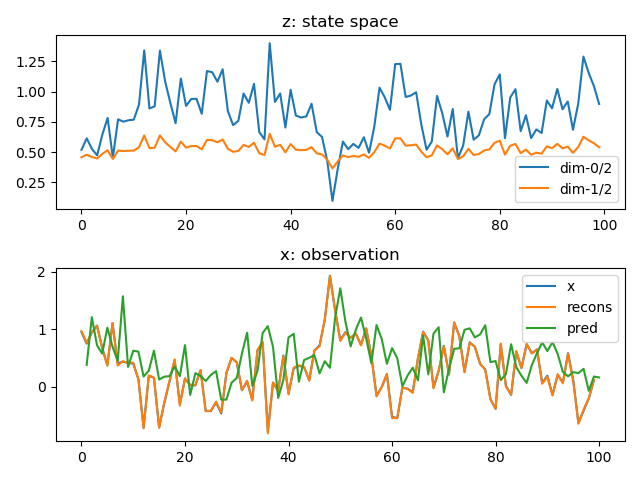 z: state space
1.25
1.00
0.75
0.50
0.25
dim-0/2
dim-1/2
0 20 40 60 80 100
x: observation
2
1
0
x
recons
pred
0 20 40 60 80 100